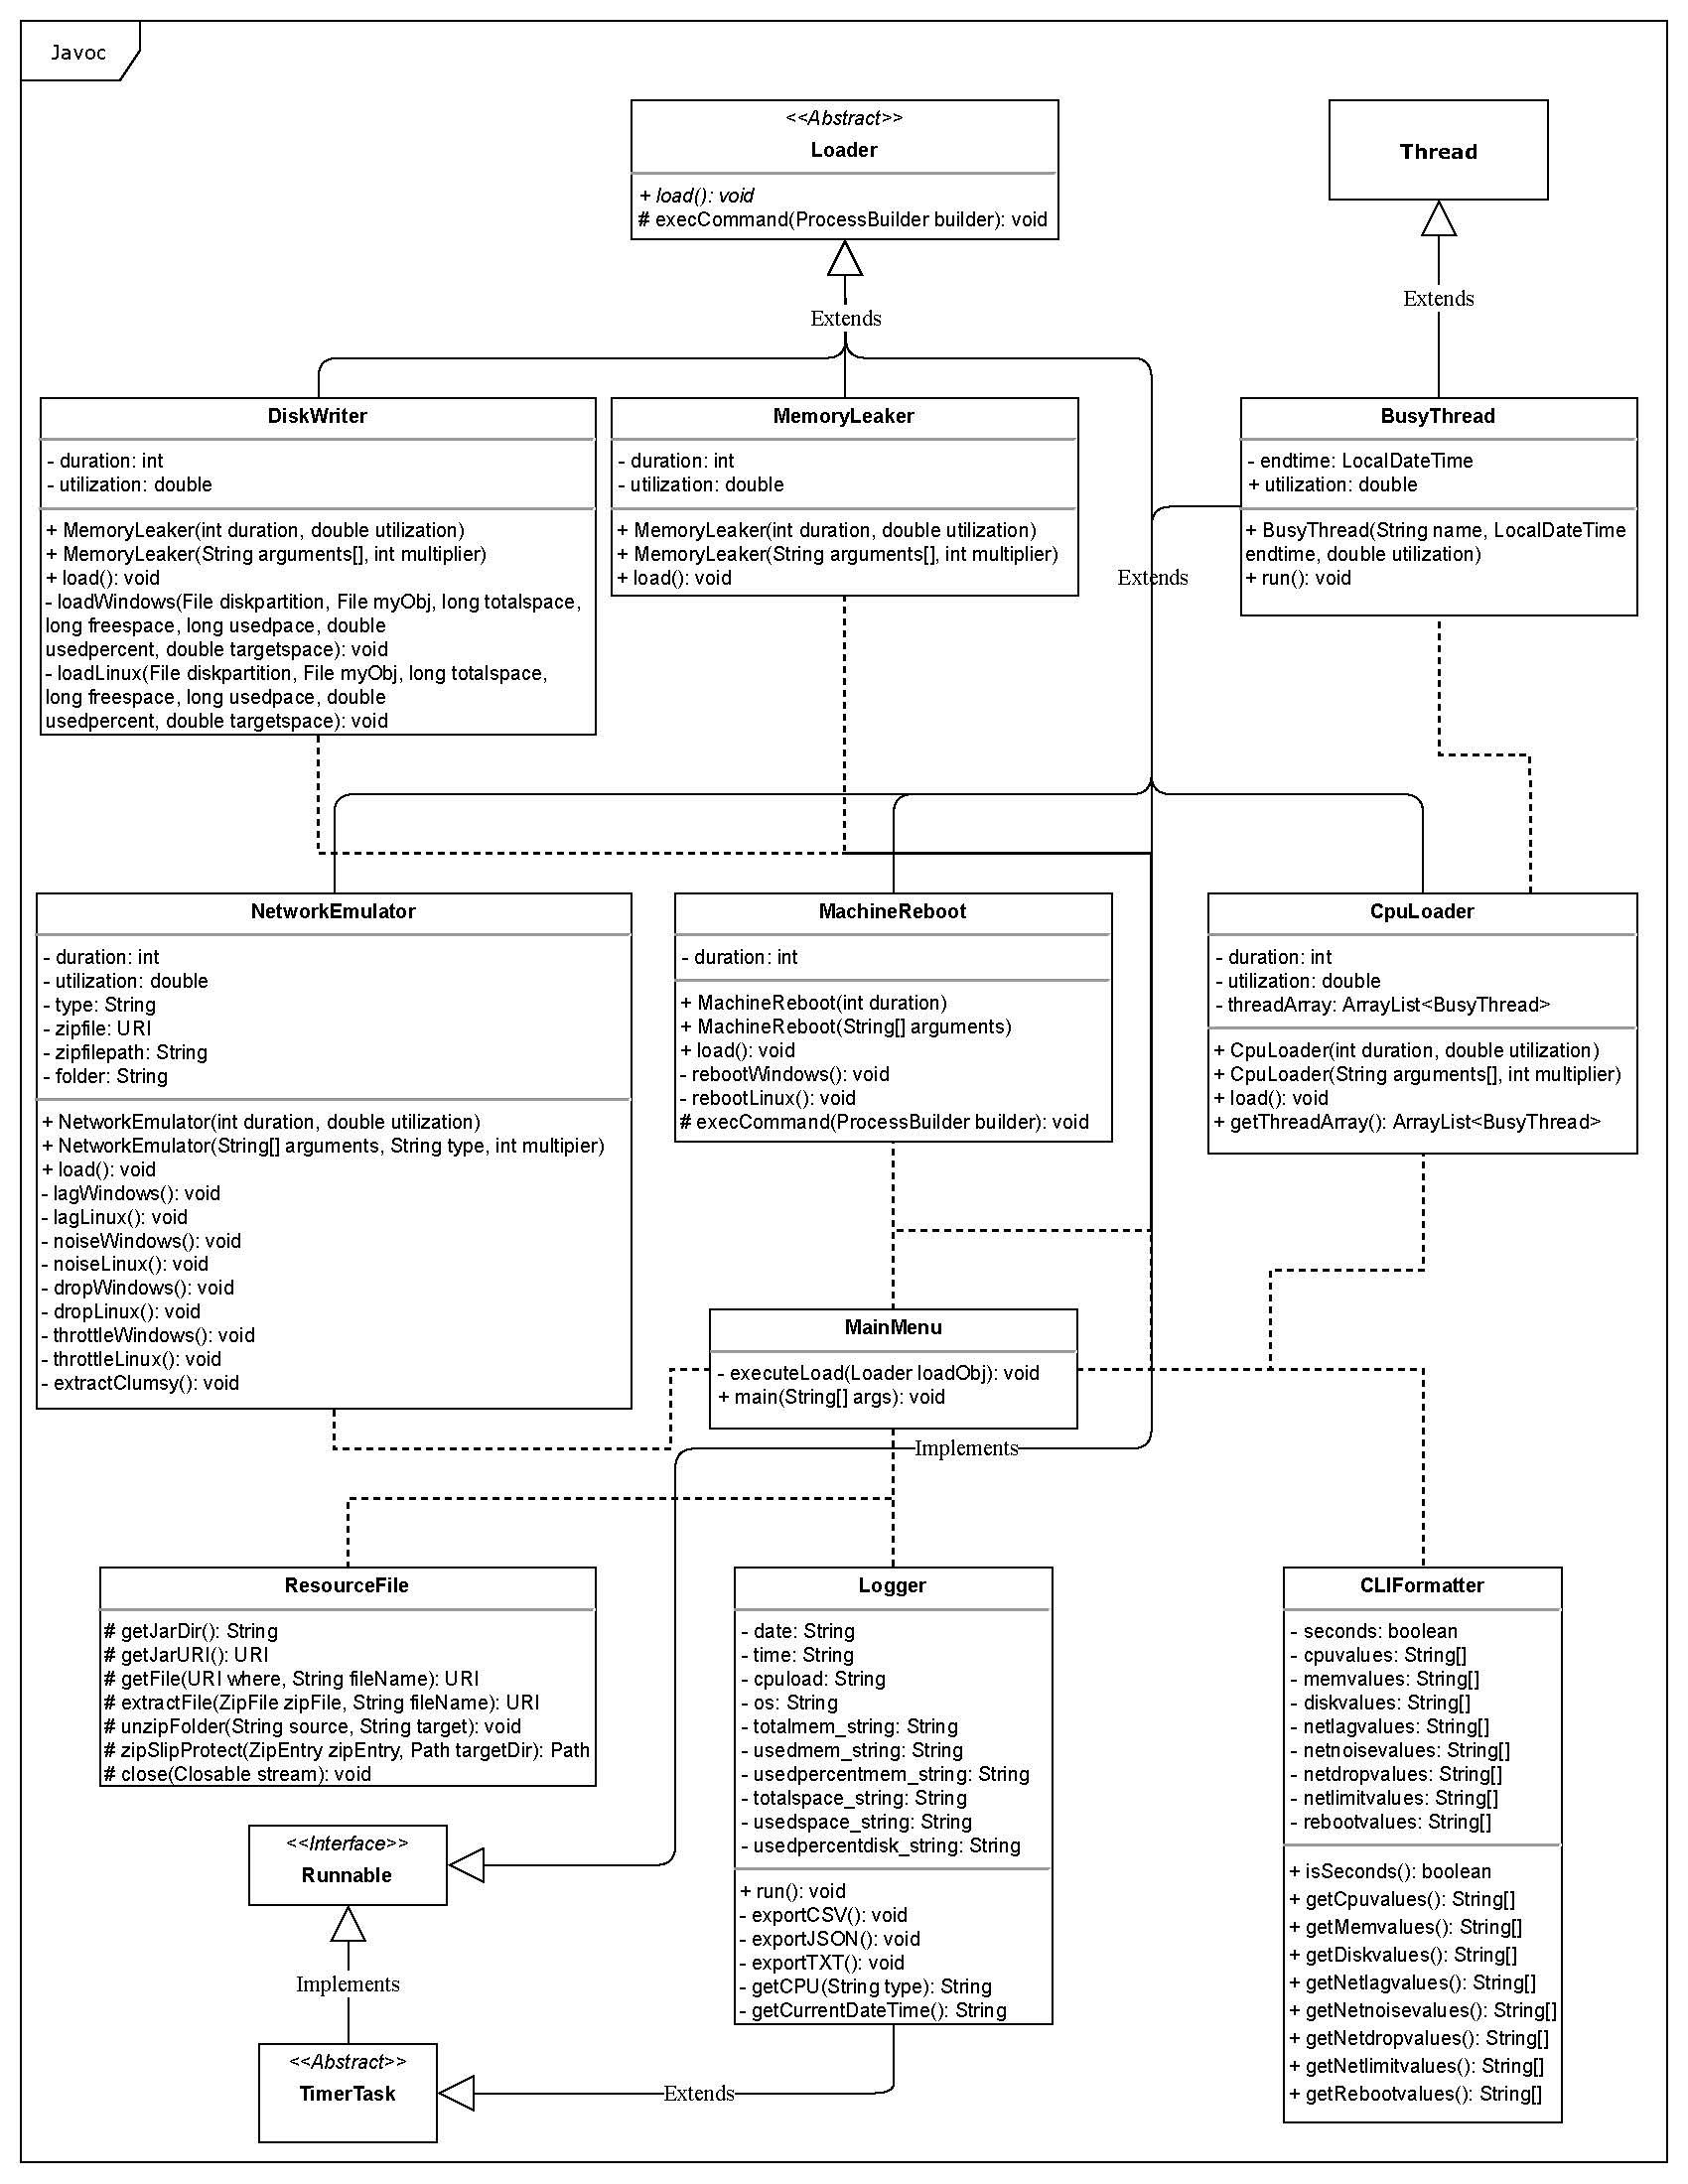 Javoc
<<Abstract>>
Loader
+ load(): void
# execCommand(ProcessBuilder builder): void
Thread
Extends
Extends
DiskWriter
- duration: int
- utilization: double
+ MemoryLeaker(int duration, double utilization)
+ MemoryLeaker(String arguments[], int multiplier)
+ load(): void
- loadWindows(File diskpartition, File myObj, long totalspace,
long freespace, long usedpace, double
usedpercent, double targetspace): void
- loadLinux(File diskpartition, File myObj, long totalspace,
long freespace, long usedpace, double
usedpercent, double targetspace): void
MemoryLeaker
- duration: int
- utilization: double
+ MemoryLeaker(int duration, double utilization)
+ MemoryLeaker(String arguments[], int multiplier)
+ load(): void
BusyThread
- endtime: LocalDateTime
+ utilization: double
+ BusyThread(String name, LocalDateTime
endtime, double utilization)
+ run(): void
Extends
NetworkEmulator
- duration: int
- utilization: double
- type: String
- zipfile: URI
- zipfilepath: String
- folder: String
+ NetworkEmulator(int duration, double utilization)
+ NetworkEmulator(String[] arguments, String type, int multipier)
+ load(): void
- lagWindows(): void
- lagLinux(): void
- noiseWindows(): void
- noiseLinux(): void
- dropWindows(): void
- dropLinux(): void
- throttleWindows(): void
- throttleLinux(): void
- extractClumsy(): void
MachineReboot
- duration: int
+ MachineReboot(int duration)
+ MachineReboot(String[] arguments)
+ load(): void
- rebootWindows(): void
- rebootLinux(): void
# execCommand(ProcessBuilder builder): void
CpuLoader
- duration: int
- utilization: double
- threadArray: ArrayList<BusyThread>
+ CpuLoader(int duration, double utilization)
+ CpuLoader(String arguments[], int multiplier)
+ load(): void
+ getThreadArray(): ArrayList<BusyThread>
MainMenu
- executeLoad(Loader loadObj): void
+ main(String[] args): void
Implements
ResourceFile
# getJarDir(): String
# getJarURI(): URI
# getFile(URI where, String fileName): URI
# extractFile(ZipFile zipFile, String fileName): URI
# unzipFolder(String source, String target): void
# zipSlipProtect(ZipEntry zipEntry, Path targetDir): Path
# close(Closable stream): void
Logger
- date: String
- time: String
- cpuload: String
- os: String
- totalmem_string: String
- usedmem_string: String
- usedpercentmem_string: String
- totalspace_string: String
- usedspace_string: String
- usedpercentdisk_string: String
+ run(): void
- exportCSV(): void
- exportJSON(): void
- exportTXT(): void
- getCPU(String type): String
- getCurrentDateTime(): String
CLIFormatter
- seconds: boolean
- cpuvalues: String[]
- memvalues: String[]
- diskvalues: String[]
- netlagvalues: String[]
- netnoisevalues: String[]
- netdropvalues: String[]
- netlimitvalues: String[]
- rebootvalues: String[]
+ isSeconds(): boolean
+ getCpuvalues(): String[]
+ getMemvalues(): String[]
+ getDiskvalues(): String[]
+ getNetlagvalues(): String[]
+ getNetnoisevalues(): String[]
+ getNetdropvalues(): String[]
+ getNetlimitvalues(): String[]
+ getRebootvalues(): String[]
<<Interface>>
Runnable
Implements
<<Abstract>>
TimerTask
Extends